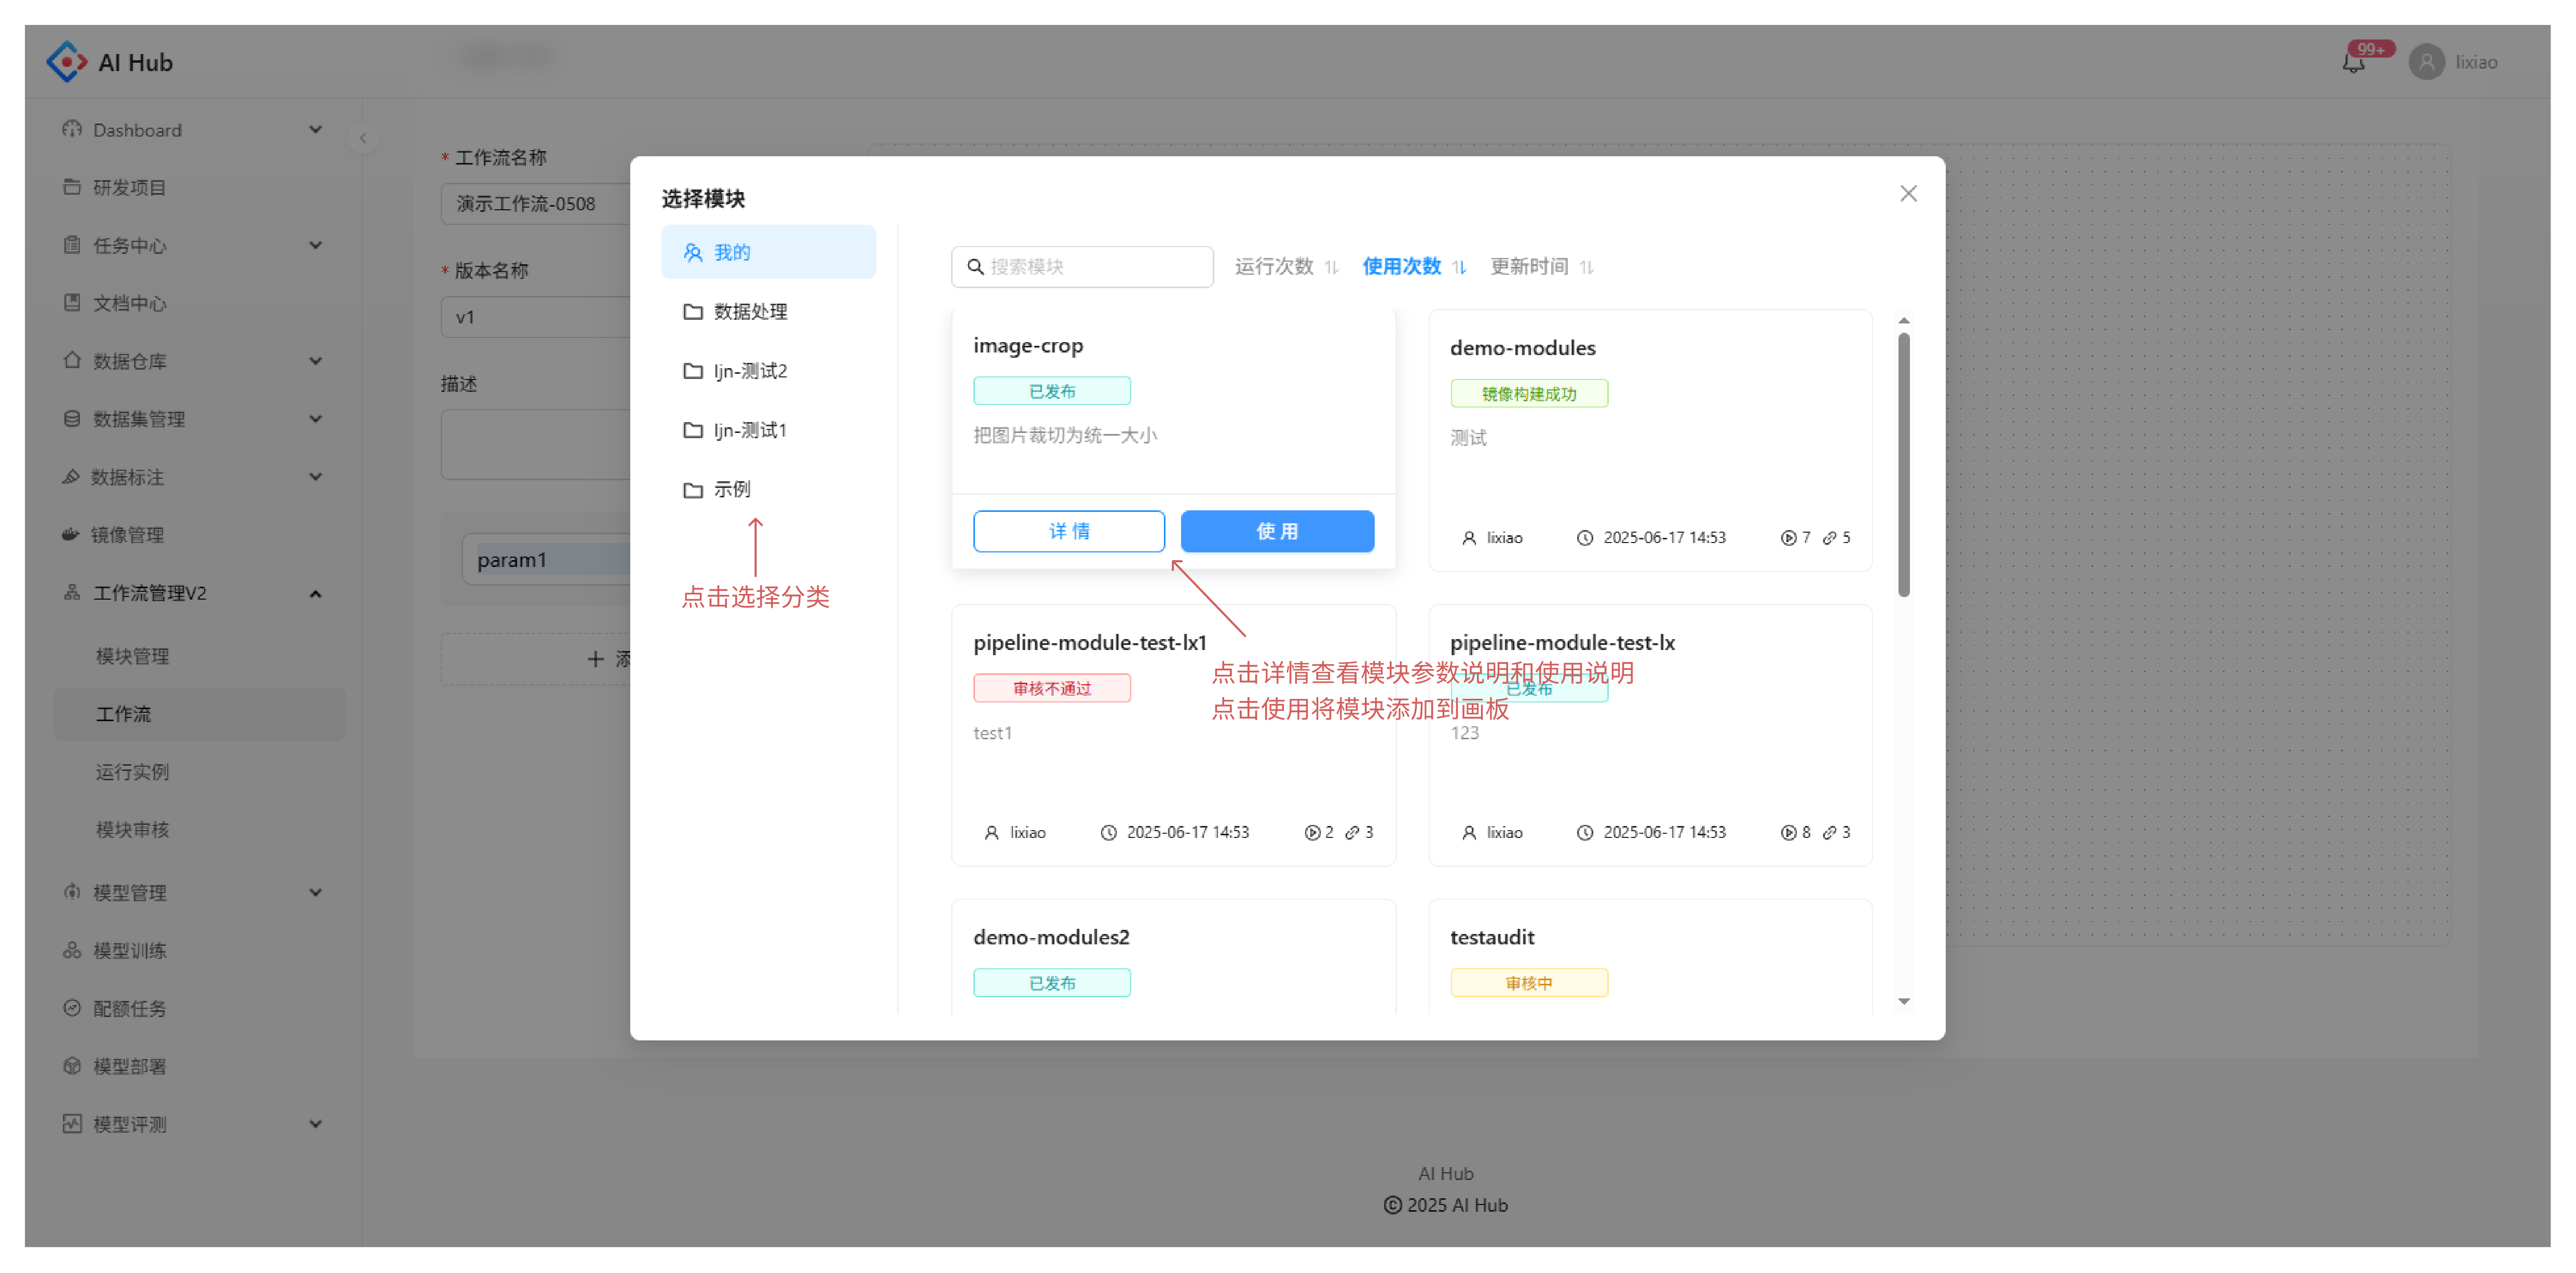 AI Hub
99+
lixiao
Dashboard
研发项目
任务中心
文档中心
数据仓库
数据集管理
数据标注
镜像管理
工作流管理V2
模块管理
工作流
运行实例
模块审核
模型管理
模型训练
配额任务
模型部署
模型评测
* 工作流名称
演示工作流-0508
* 版本名称
v1
描述
param1
选择模块
我的
数据处理
ljn-测试2
ljn-测试1
示例
点击选择分类
搜索模块
运行次数
使用次数
更新时间
image-crop
已发布
把图片裁切为统一大小
详情
使用
demo-modules
镜像构建成功
测试
lixiao 2025-06-17 14:53 7 5
点击详情查看模块参数说明和使用说明
点击使用将模块添加到画板
pipeline-module-test-lx1
审核不通过
test1
lixiao 2025-06-17 14:53 2 3
pipeline-module-test-lx
已发布
123
lixiao 2025-06-17 14:53 8 3
demo-modules2
已发布
testaudit
审核中
AI Hub
© 2025 AI Hub